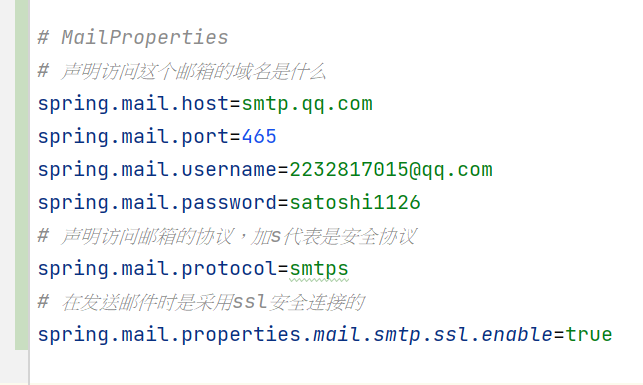 # MailProperties
# 声明访问这个邮箱的域名是什么
spring.mail.host=smtp.qq.com
spring.mail.port=465
spring.mail.username=2232817015@qq.com
spring.mail.password=satoshi1126
# 声明访问邮箱的协议，加s代表是安全协议
spring.mail.protocol=smtps
# 在发送邮件时是采用ssl安全连接的
spring.mail.properties.mail.smtp.ssl.enable=true